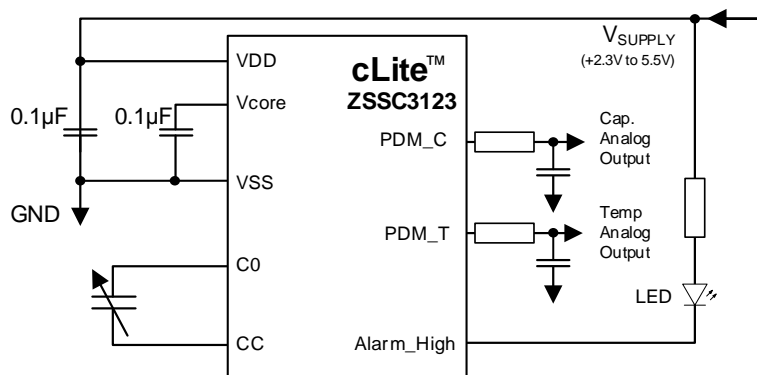 VSUPPLY
(+2.3V to 5.5V)
VDD
cLite™
ZSSC3123
0.1µF
0.1µF
Vcore
PDM_C
Cap.
Analog
Output
VSS
GND
PDM_T
Temp
Analog
Output
C0
LED
CC
Alarm_High